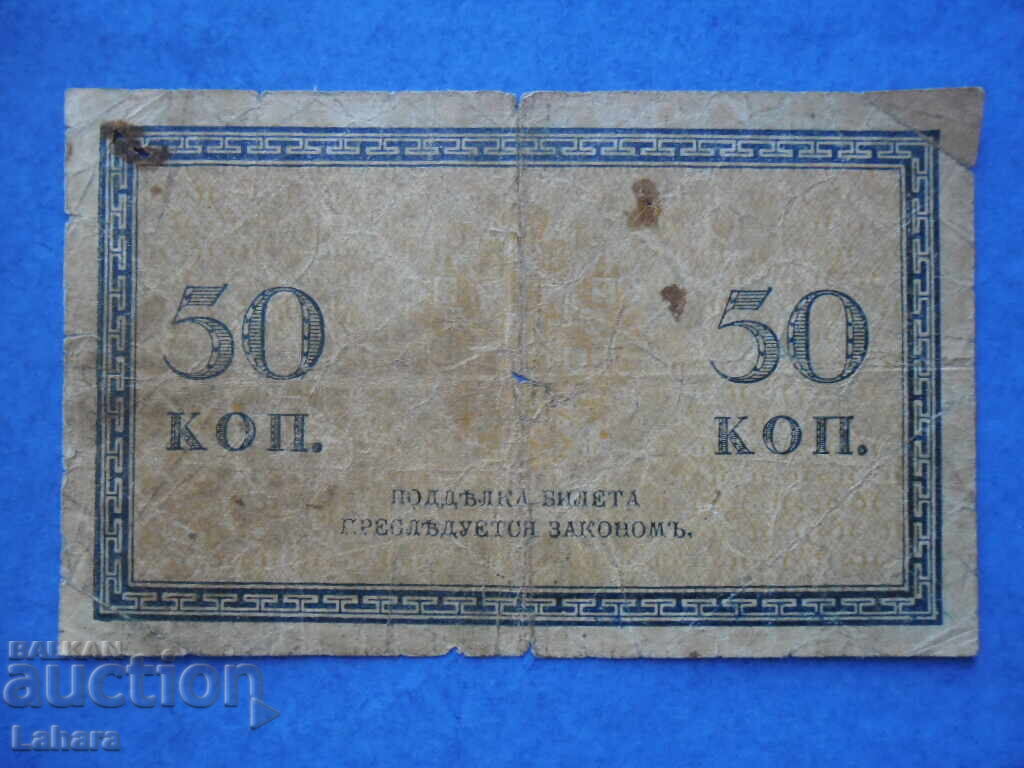 50 50
КОП. КОП.
ПОДДѢЛКА БИЛЕТА
ПРЕСЛѢДУЕТСЯ ЗАКОНОМЪ.
BALKAN
auction
Lahara